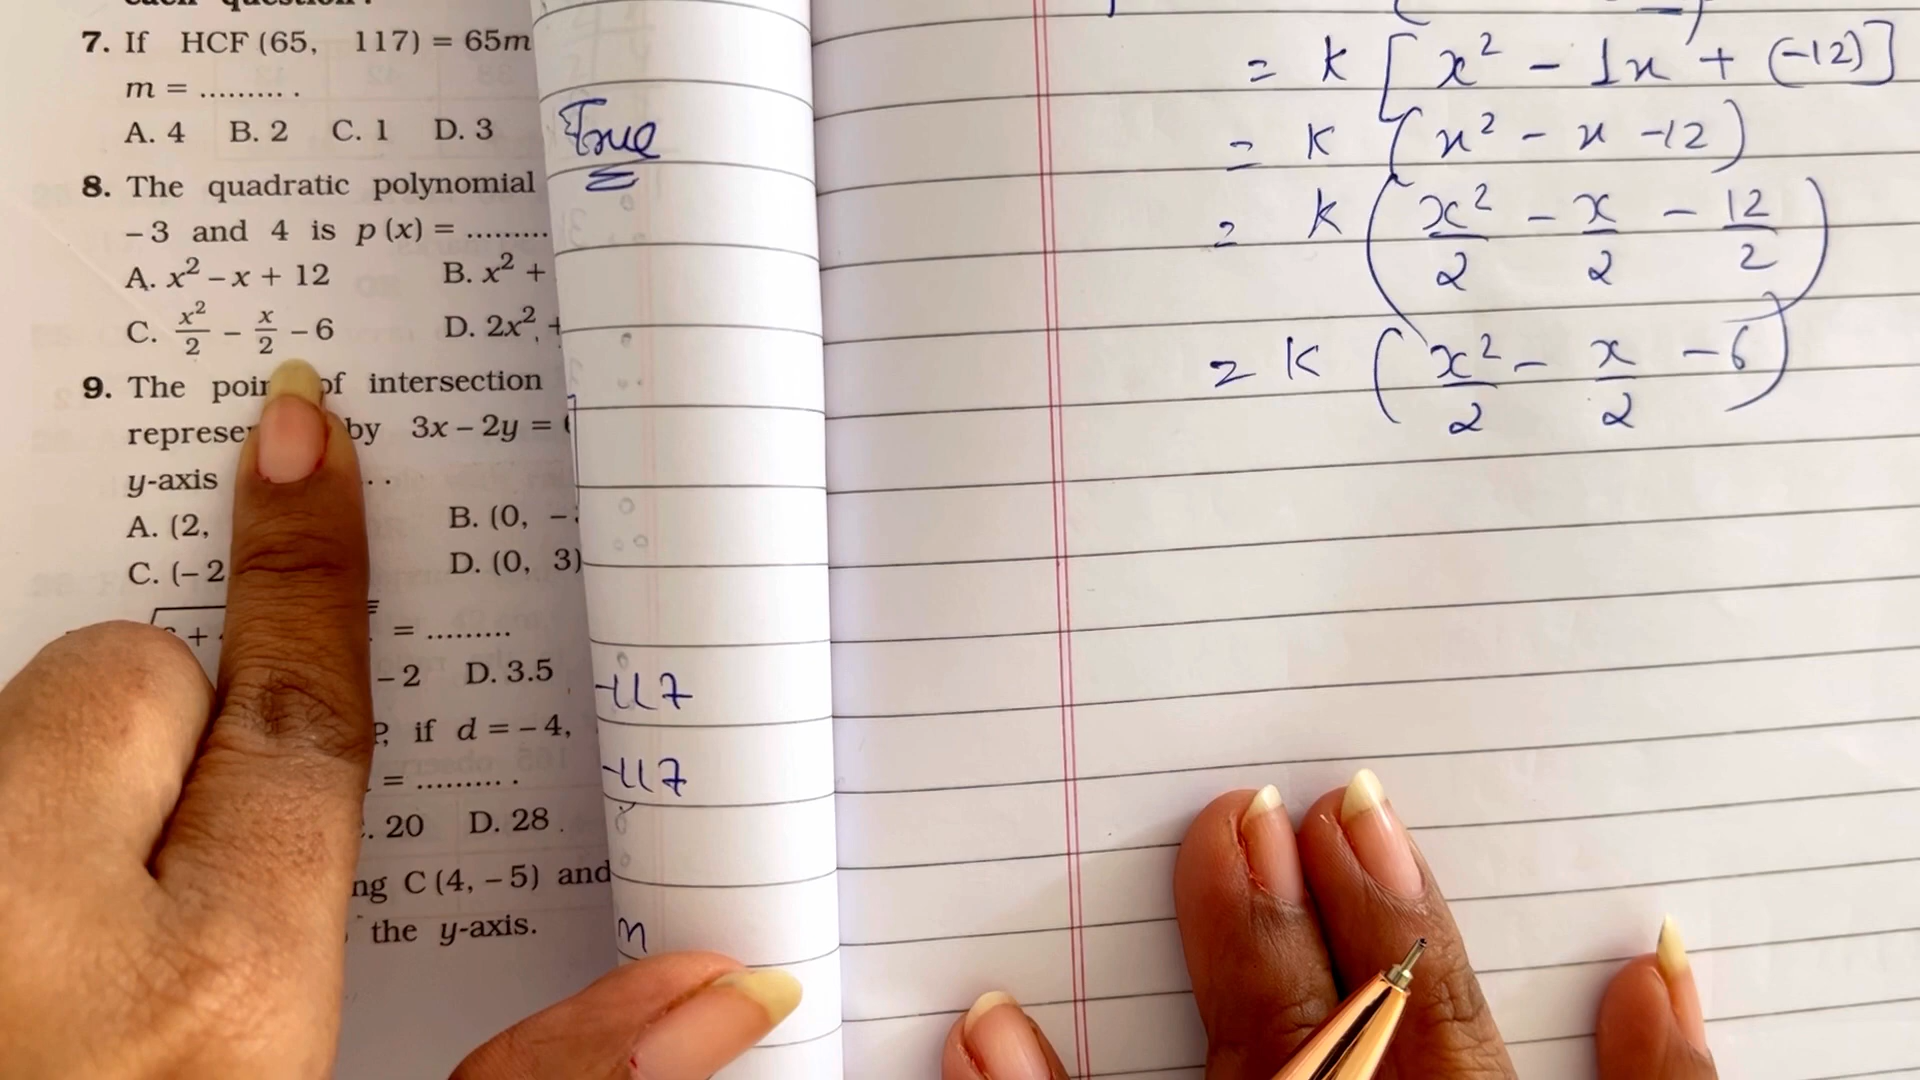 each question :
7. If HCF (65, 117) = 65m
m = ......... .
A. 4 B. 2 C. 1 D. 3
8. The quadratic polynomial
– 3 and 4 is p (x) = .........
A. x² – x + 12 B. x² +
C. x²/2 – x/2 – 6 D. 2x² +
9. The of intersection
by 3x – 2y =
y-axis . .
A. (2, B. (0, –
C. (– 2 D. (0, 3)
+ = .........
– 2 D. 3.5
P, if d = – 4,
= ......... .
. 20 D. 28 .
ng C (4, – 5) and
the y-axis.
True
-117
-117
m
= k [x² - 1x + (-12)]
= k (x² - x -12)
= k (x²/2 - x/2 - 12/2)
= k (x²/2 - x/2 - 6)